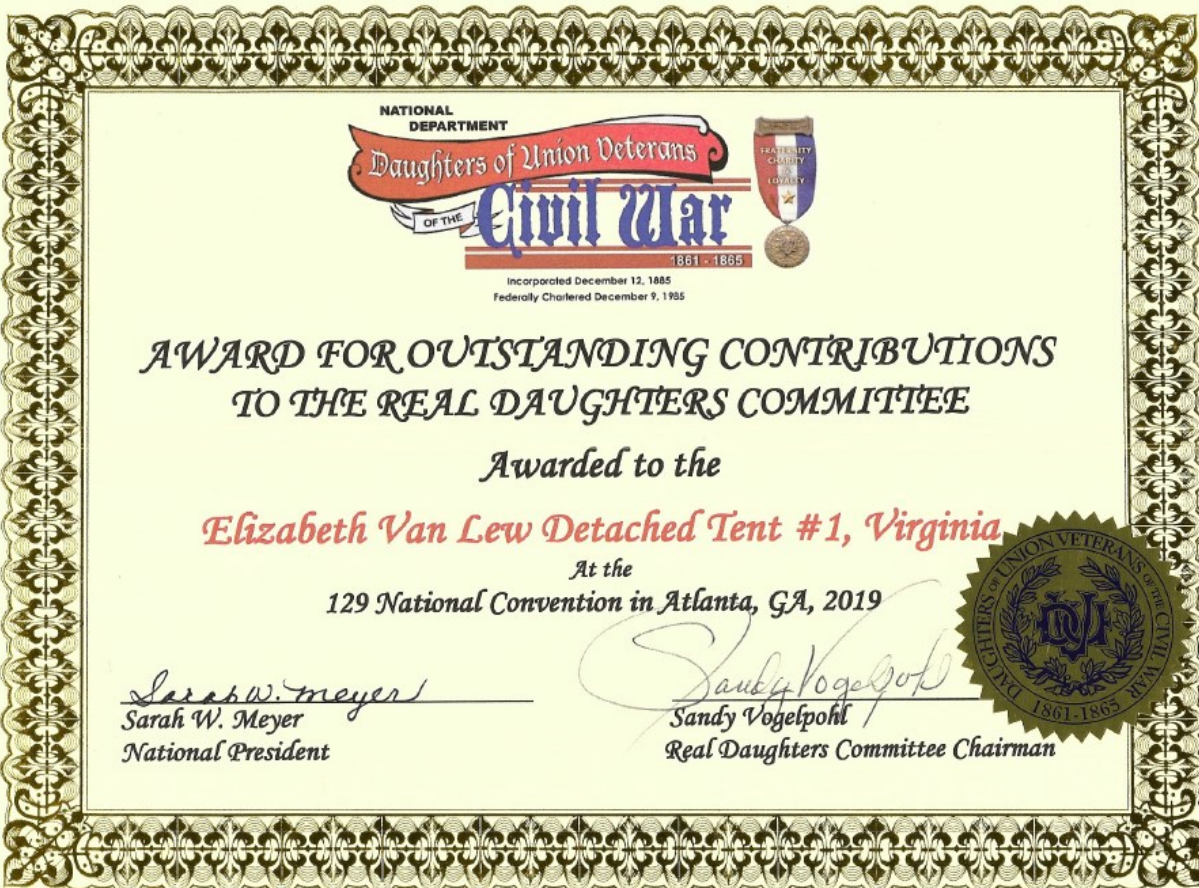 NATIONAL
DEPARTMENT
Daughters of Union Veterans
OF THE
Civil War
1861 - 1865
FRATERNITY
CHARITY
&
LOYALTY
Incorporated December 12, 1885
Federally Chartered December 9, 1985
AWARD FOR OUTSTANDING CONTRIBUTIONS
TO THE REAL DAUGHTERS COMMITTEE
Awarded to the
Elizabeth Van Lew Detached Tent #1, Virginia
At the
129 National Convention in Atlanta, GA, 2019
Sarah W. Meyer
Sarah W. Meyer
National President
Sandy Vogelpohl
Sandy Vogelpohl
Real Daughters Committee Chairman
DAUGHTERS OF UNION VETERANS OF THE CIVIL WAR
DUV
1861-1865